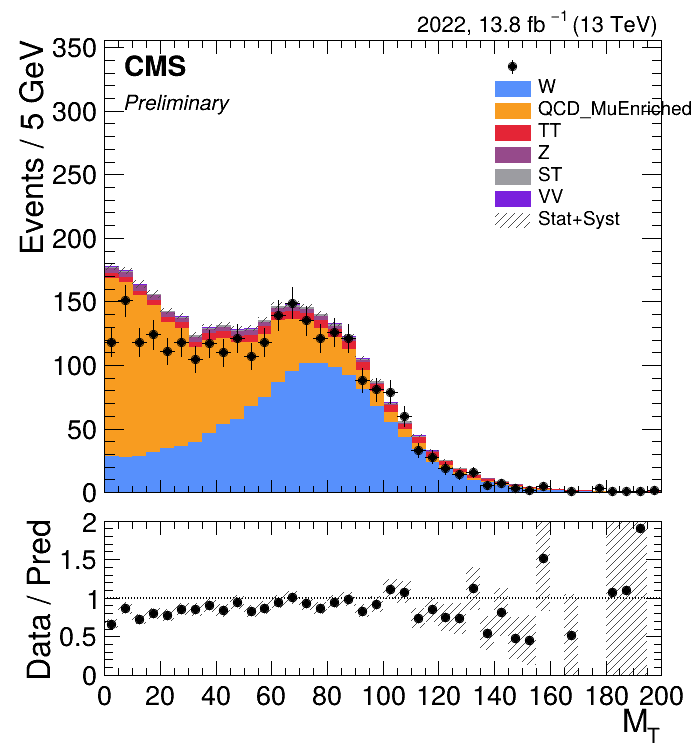 2022, 13.8 fb⁻¹ (13 TeV)
CMS
Preliminary
W
QCD_MuEnriched
TT
Z
ST
VV
Stat+Syst
Events / 5 GeV
350
300
250
200
150
100
50
0
Data / Pred
2
1.5
1
0.5
0
0 20 40 60 80 100 120 140 160 180 200
M_T